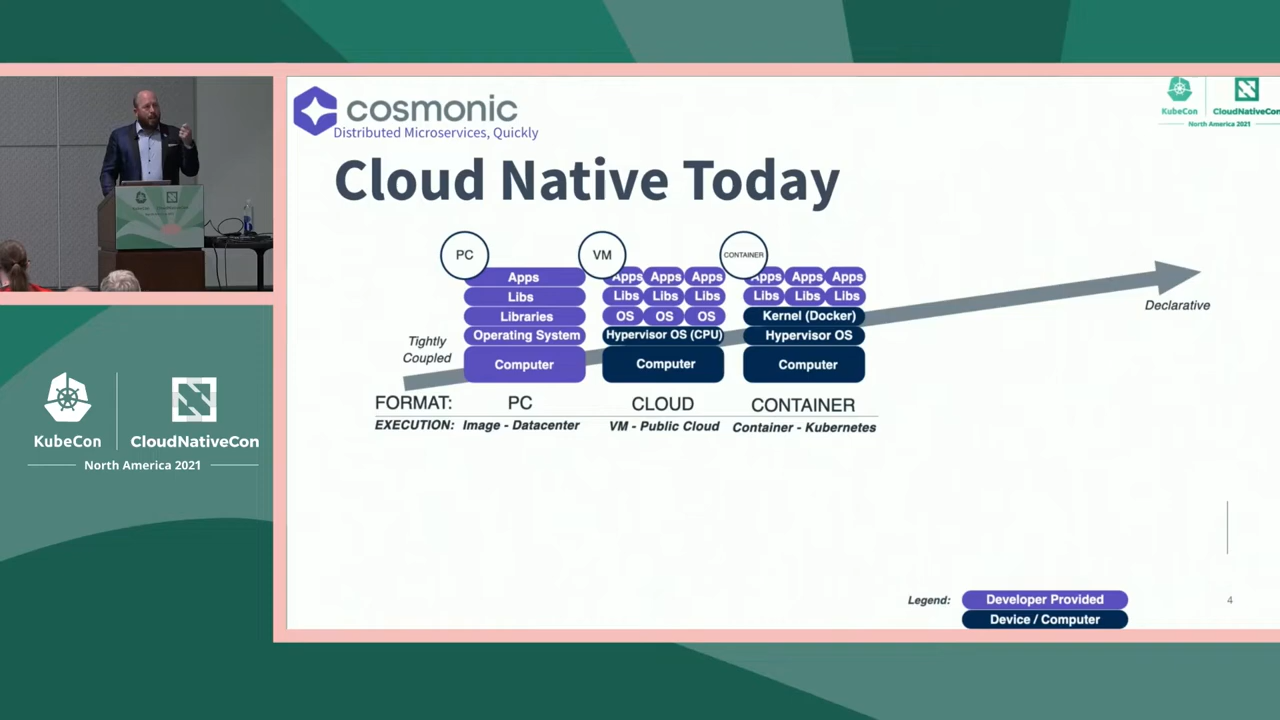 cosmonic
Distributed Microservices, Quickly
KubeCon
CloudNativeCon
North America 2021
Cloud Native Today
PC
VM
CONTAINER
Apps
Apps Apps Apps
Apps Apps Apps
Libs
Libs Libs Libs
Libs Libs Libs
Libraries
OS OS OS
Kernel (Docker)
Operating System
Hypervisor OS (CPU)
Hypervisor OS
Computer
Computer
Computer
Tightly
Coupled
Declarative
FORMAT: PC CLOUD CONTAINER
EXECUTION: Image - Datacenter VM - Public Cloud Container - Kubernetes
Legend:
Developer Provided
Device / Computer
4
KubeCon
CloudNativeCon
North America 2021